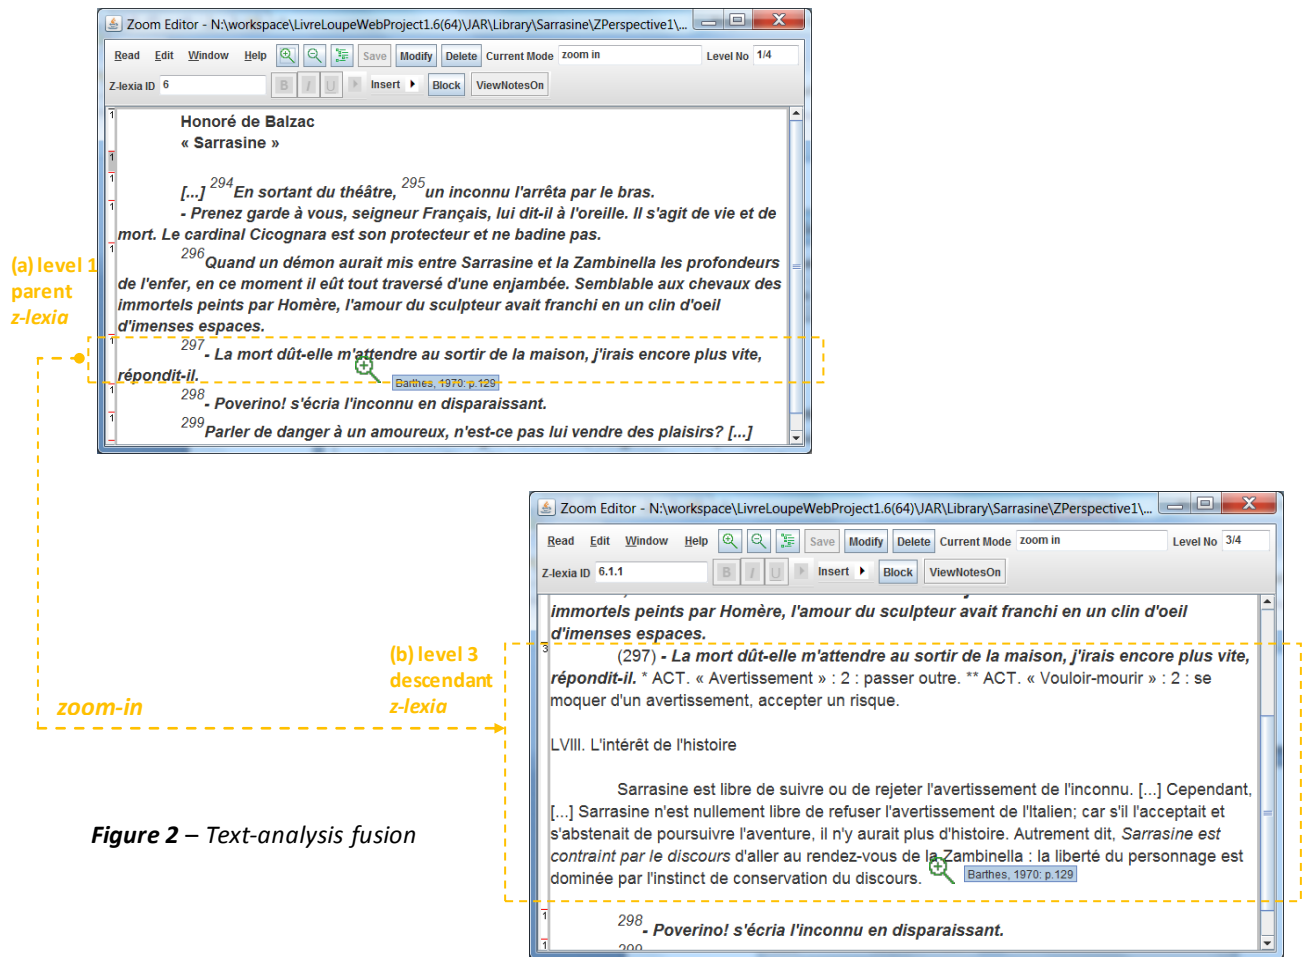 Zoom Editor - N:\workspace\LivreLoupeWebProject1.6(64)\JAR\Library\Sarrasine\ZPerspective1\...
Read Edit Window Help Save Modify Delete Current Mode zoom in Level No 1/4
Z-lexia ID 6 B I U Insert Block ViewNotesOn
1
Honoré de Balzac
« Sarrasine »
1
1
[...] 294 En sortant du théâtre, 295 un inconnu l'arrêta par le bras.
1
- Prenez garde à vous, seigneur Français, lui dit-il à l'oreille. Il s'agit de vie et de
mort. Le cardinal Cicognara est son protecteur et ne badine pas.
1
296 Quand un démon aurait mis entre Sarrasine et la Zambinella les profondeurs
de l'enfer, en ce moment il eût tout traversé d'une enjambée. Semblable aux chevaux des
immortels peints par Homère, l'amour du sculpteur avait franchi en un clin d'oeil
d'imenses espaces.
1
297 - La mort dût-elle m'attendre au sortir de la maison, j'irais encore plus vite,
répondit-il.
Barthes, 1970: p.129
1
298 - Poverino! s'écria l'inconnu en disparaissant.
1
299 Parler de danger à un amoureux, n'est-ce pas lui vendre des plaisirs? [...]
(a) level 1
parent
z-lexia
zoom-in
Zoom Editor - N:\workspace\LivreLoupeWebProject1.6(64)\JAR\Library\Sarrasine\ZPerspective1\...
Read Edit Window Help Save Modify Delete Current Mode zoom in Level No 3/4
Z-lexia ID 6.1.1 B I U Insert Block ViewNotesOn
immortels peints par Homère, l'amour du sculpteur avait franchi en un clin d'oeil
d'imenses espaces.
3
(297) - La mort dût-elle m'attendre au sortir de la maison, j'irais encore plus vite,
répondit-il. * ACT. « Avertissement » : 2 : passer outre. ** ACT. « Vouloir-mourir » : 2 : se
moquer d'un avertissement, accepter un risque.
LVIII. L'intérêt de l'histoire
Sarrasine est libre de suivre ou de rejeter l'avertissement de l'inconnu. [...] Cependant,
[...] Sarrasine n'est nullement libre de refuser l'avertissement de l'Italien; car s'il l'acceptait et
s'abstenait de poursuivre l'aventure, il n'y aurait plus d'histoire. Autrement dit, Sarrasine est
contraint par le discours d'aller au rendez-vous de la Zambinella : la liberté du personnage est
dominée par l'instinct de conservation du discours.
Barthes, 1970: p.129
1
298 - Poverino! s'écria l'inconnu en disparaissant.
1
299
(b) level 3
descendant
z-lexia
Figure 2 – Text-analysis fusion